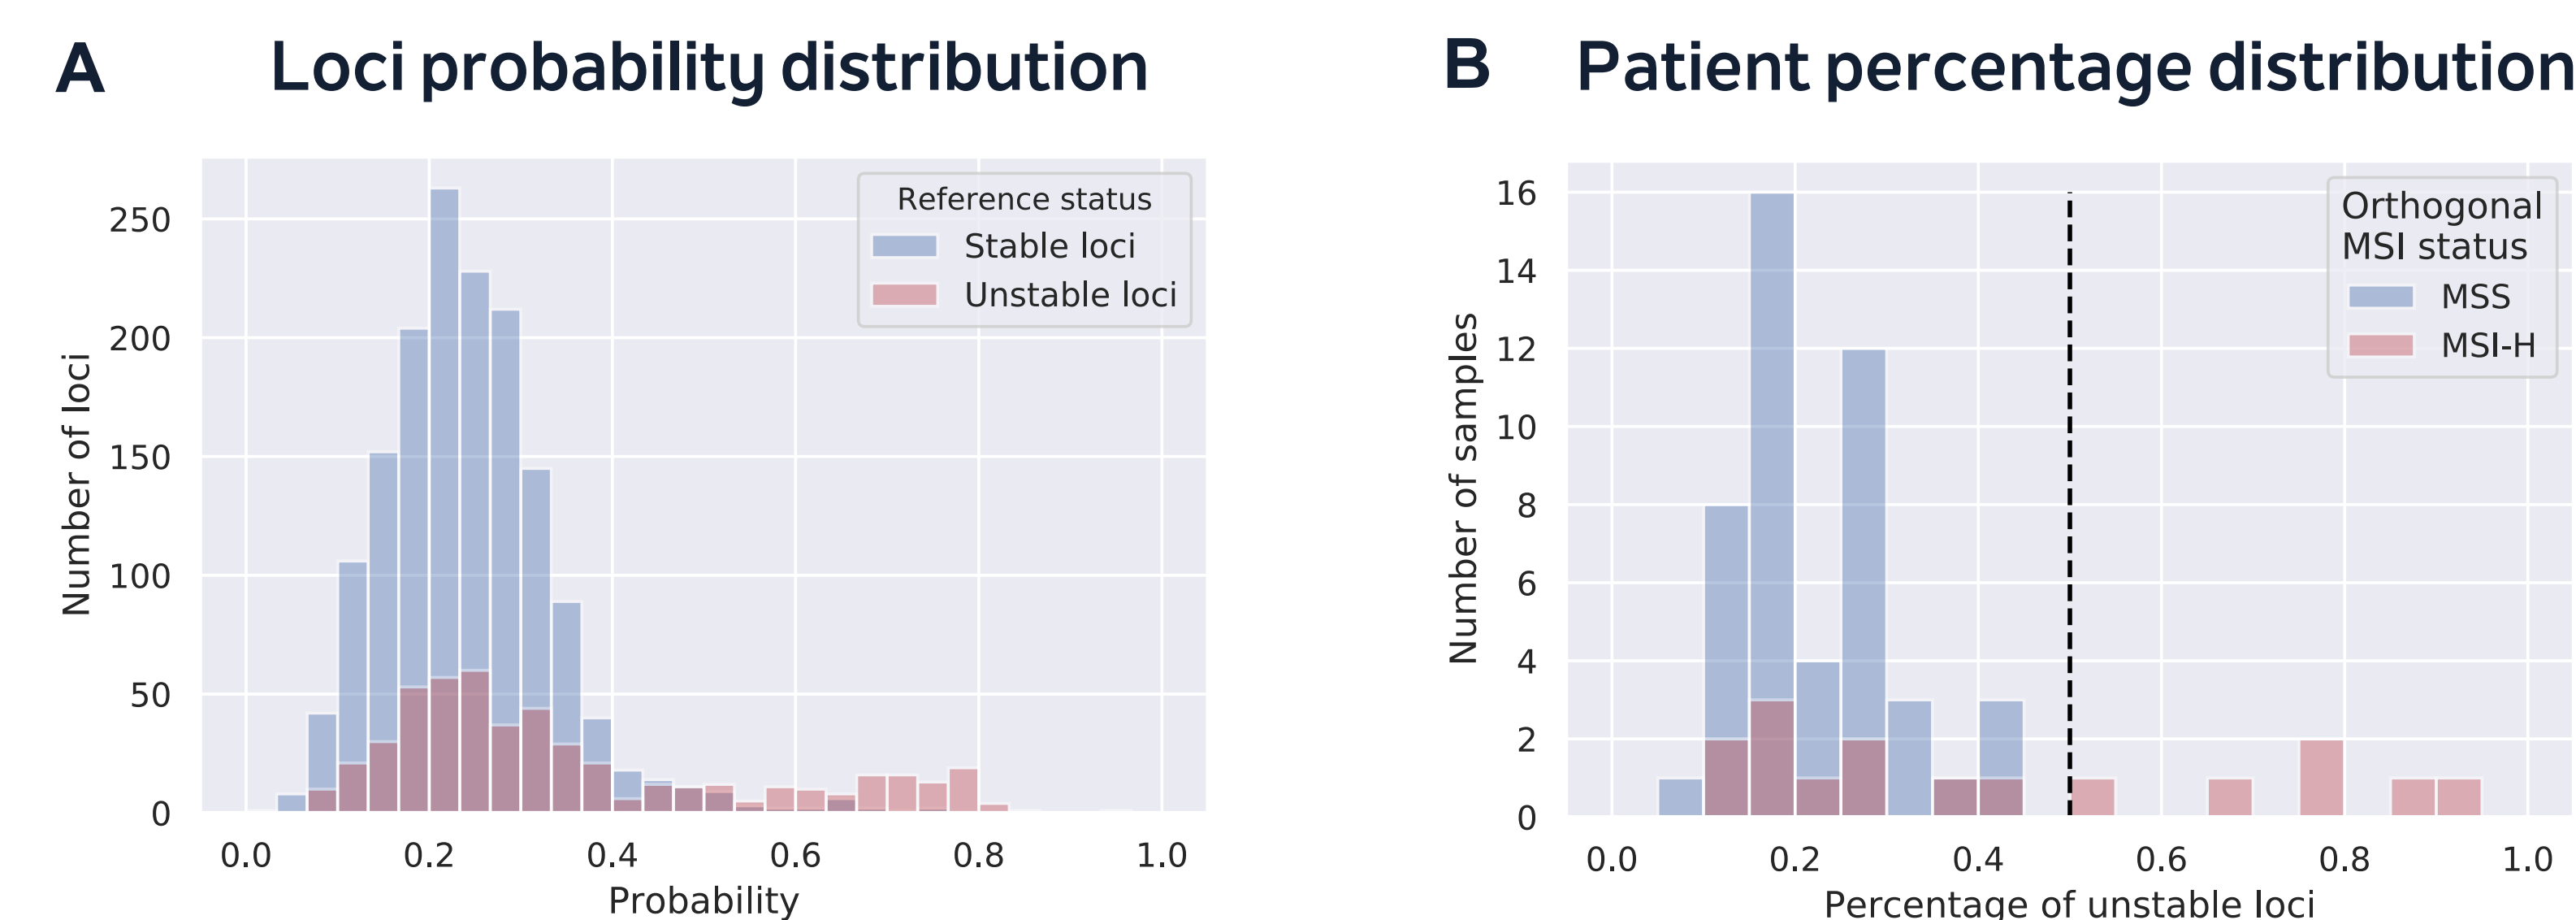 A
Loci probability distribution
Number of loci
250
200
150
100
50
0
Reference status
Stable loci
Unstable loci
0.0 0.2 0.4 0.6 0.8 1.0
Probability
B
Patient percentage distribution
Number of samples
16
14
12
10
8
6
4
2
0
Orthogonal
MSI status
MSS
MSI-H
0.0 0.2 0.4 0.6 0.8 1.0
Percentage of unstable loci